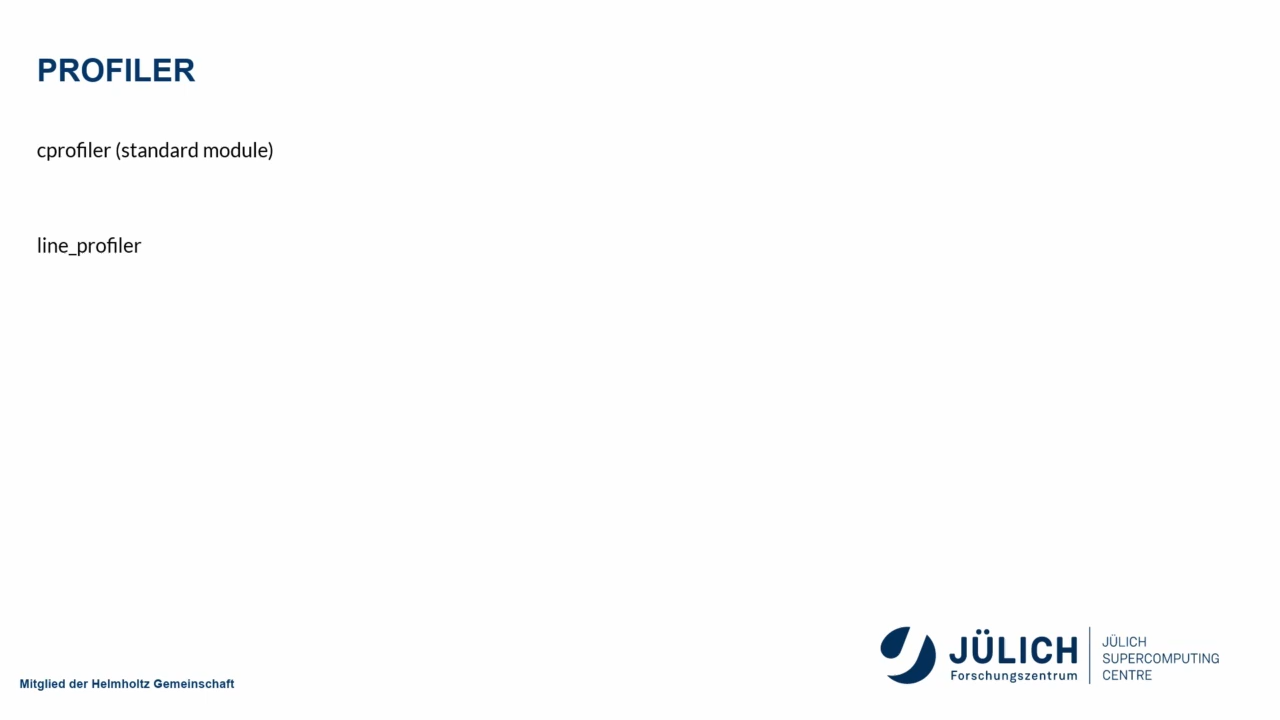 PROFILER
cprofiler (standard module)
line_profiler
JÜLICH
Forschungszentrum
JÜLICH
SUPERCOMPUTING
CENTRE
Mitglied der Helmholtz Gemeinschaft